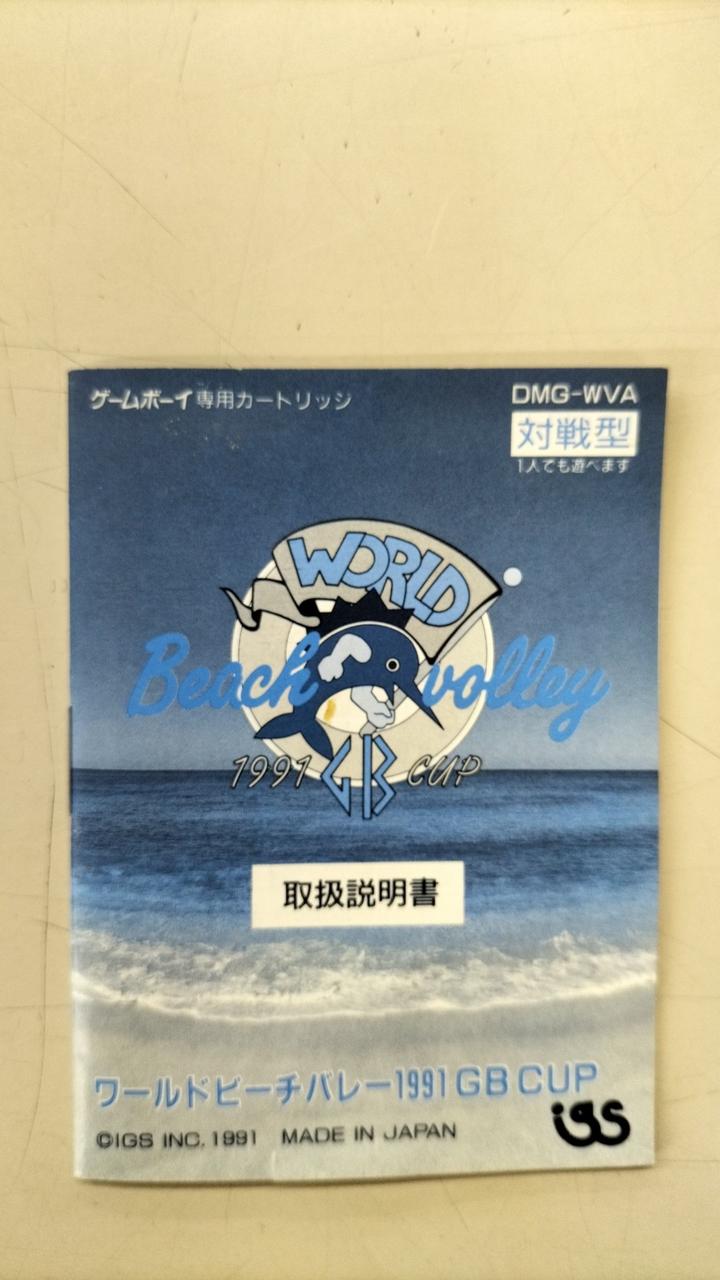 ゲームボーイ専用カートリッジ
DMG-WVA
対戦型
1人でも遊べます
WORLD
Beach volley
1991 GB CUP
取扱説明書
ワールドビーチバレー1991 GB CUP
©IGS INC. 1991 MADE IN JAPAN
igs